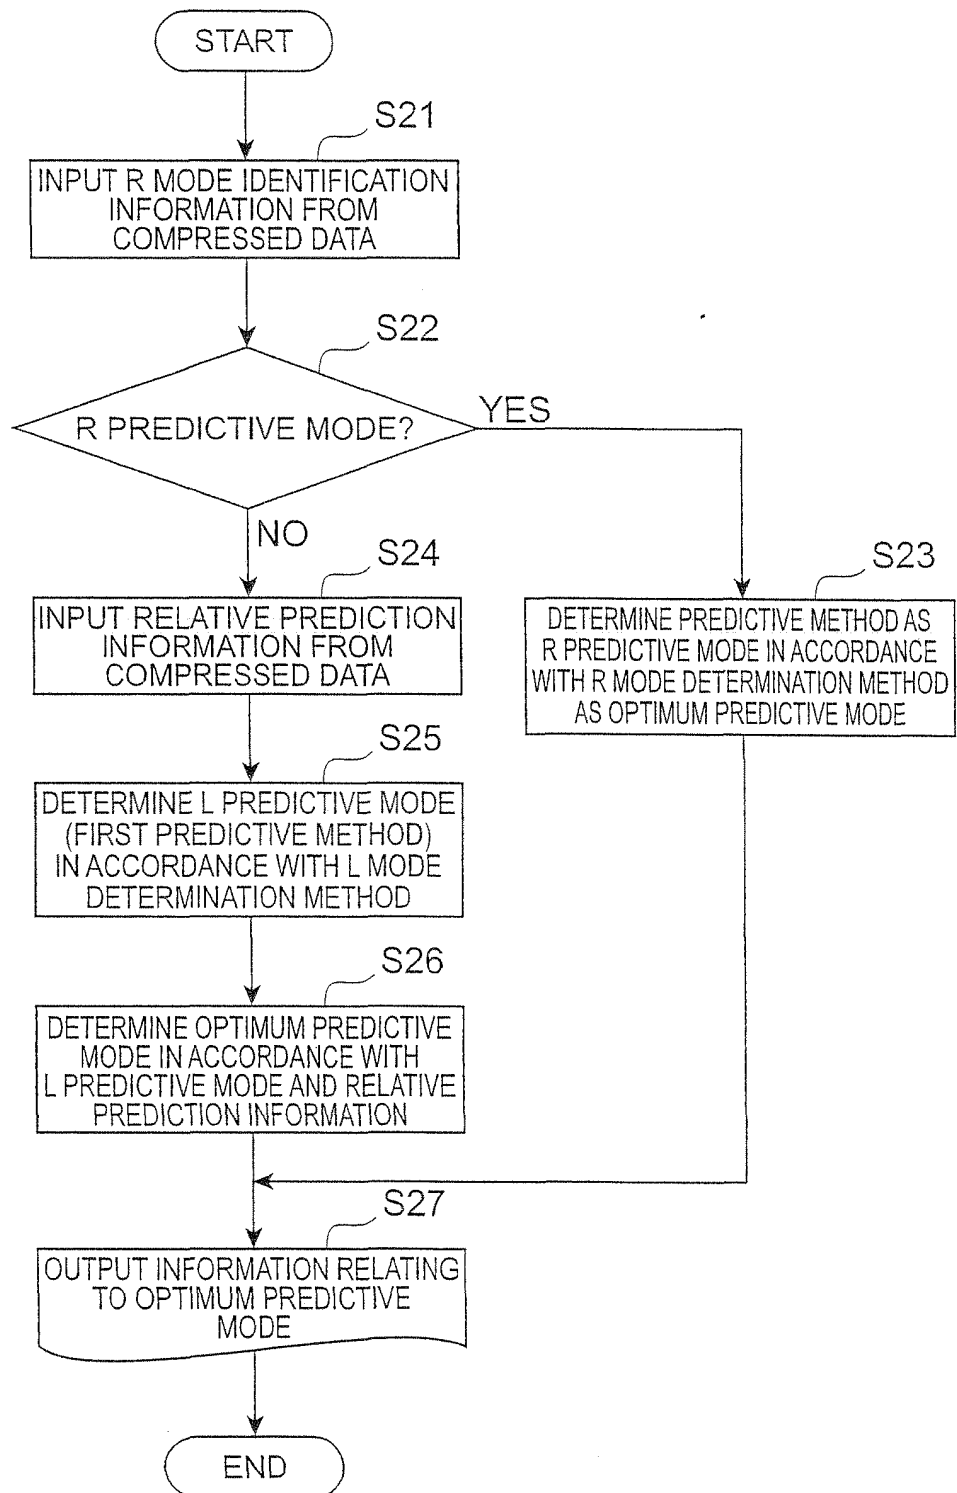 START
S21
INPUT R MODE IDENTIFICATION
INFORMATION FROM
COMPRESSED DATA
S22
R PREDICTIVE MODE?
YES
NO
S24
INPUT RELATIVE PREDICTION
INFORMATION FROM
COMPRESSED DATA
S23
DETERMINE PREDICTIVE METHOD AS
R PREDICTIVE MODE IN ACCORDANCE
WITH R MODE DETERMINATION METHOD
AS OPTIMUM PREDICTIVE MODE
S25
DETERMINE L PREDICTIVE MODE
(FIRST PREDICTIVE METHOD)
IN ACCORDANCE WITH L MODE
DETERMINATION METHOD
S26
DETERMINE OPTIMUM PREDICTIVE
MODE IN ACCORDANCE WITH
L PREDICTIVE MODE AND RELATIVE
PREDICTION INFORMATION
S27
OUTPUT INFORMATION RELATING
TO OPTIMUM PREDICTIVE
MODE
END